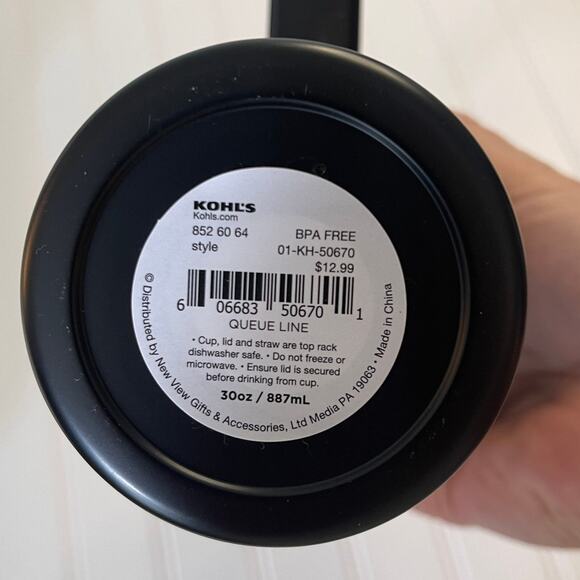 KOHL'S
Kohls.com
852 60 64 BPA FREE
style 01-KH-50670
$12.99
6 06683 50670 1
QUEUE LINE
• Cup, lid and straw are top rack
dishwasher safe. • Do not freeze or
microwave. • Ensure lid is secured
before drinking from cup.
30oz / 887mL
© Distributed by New View Gifts & Accessories, Ltd Media PA 19063 • Made in China